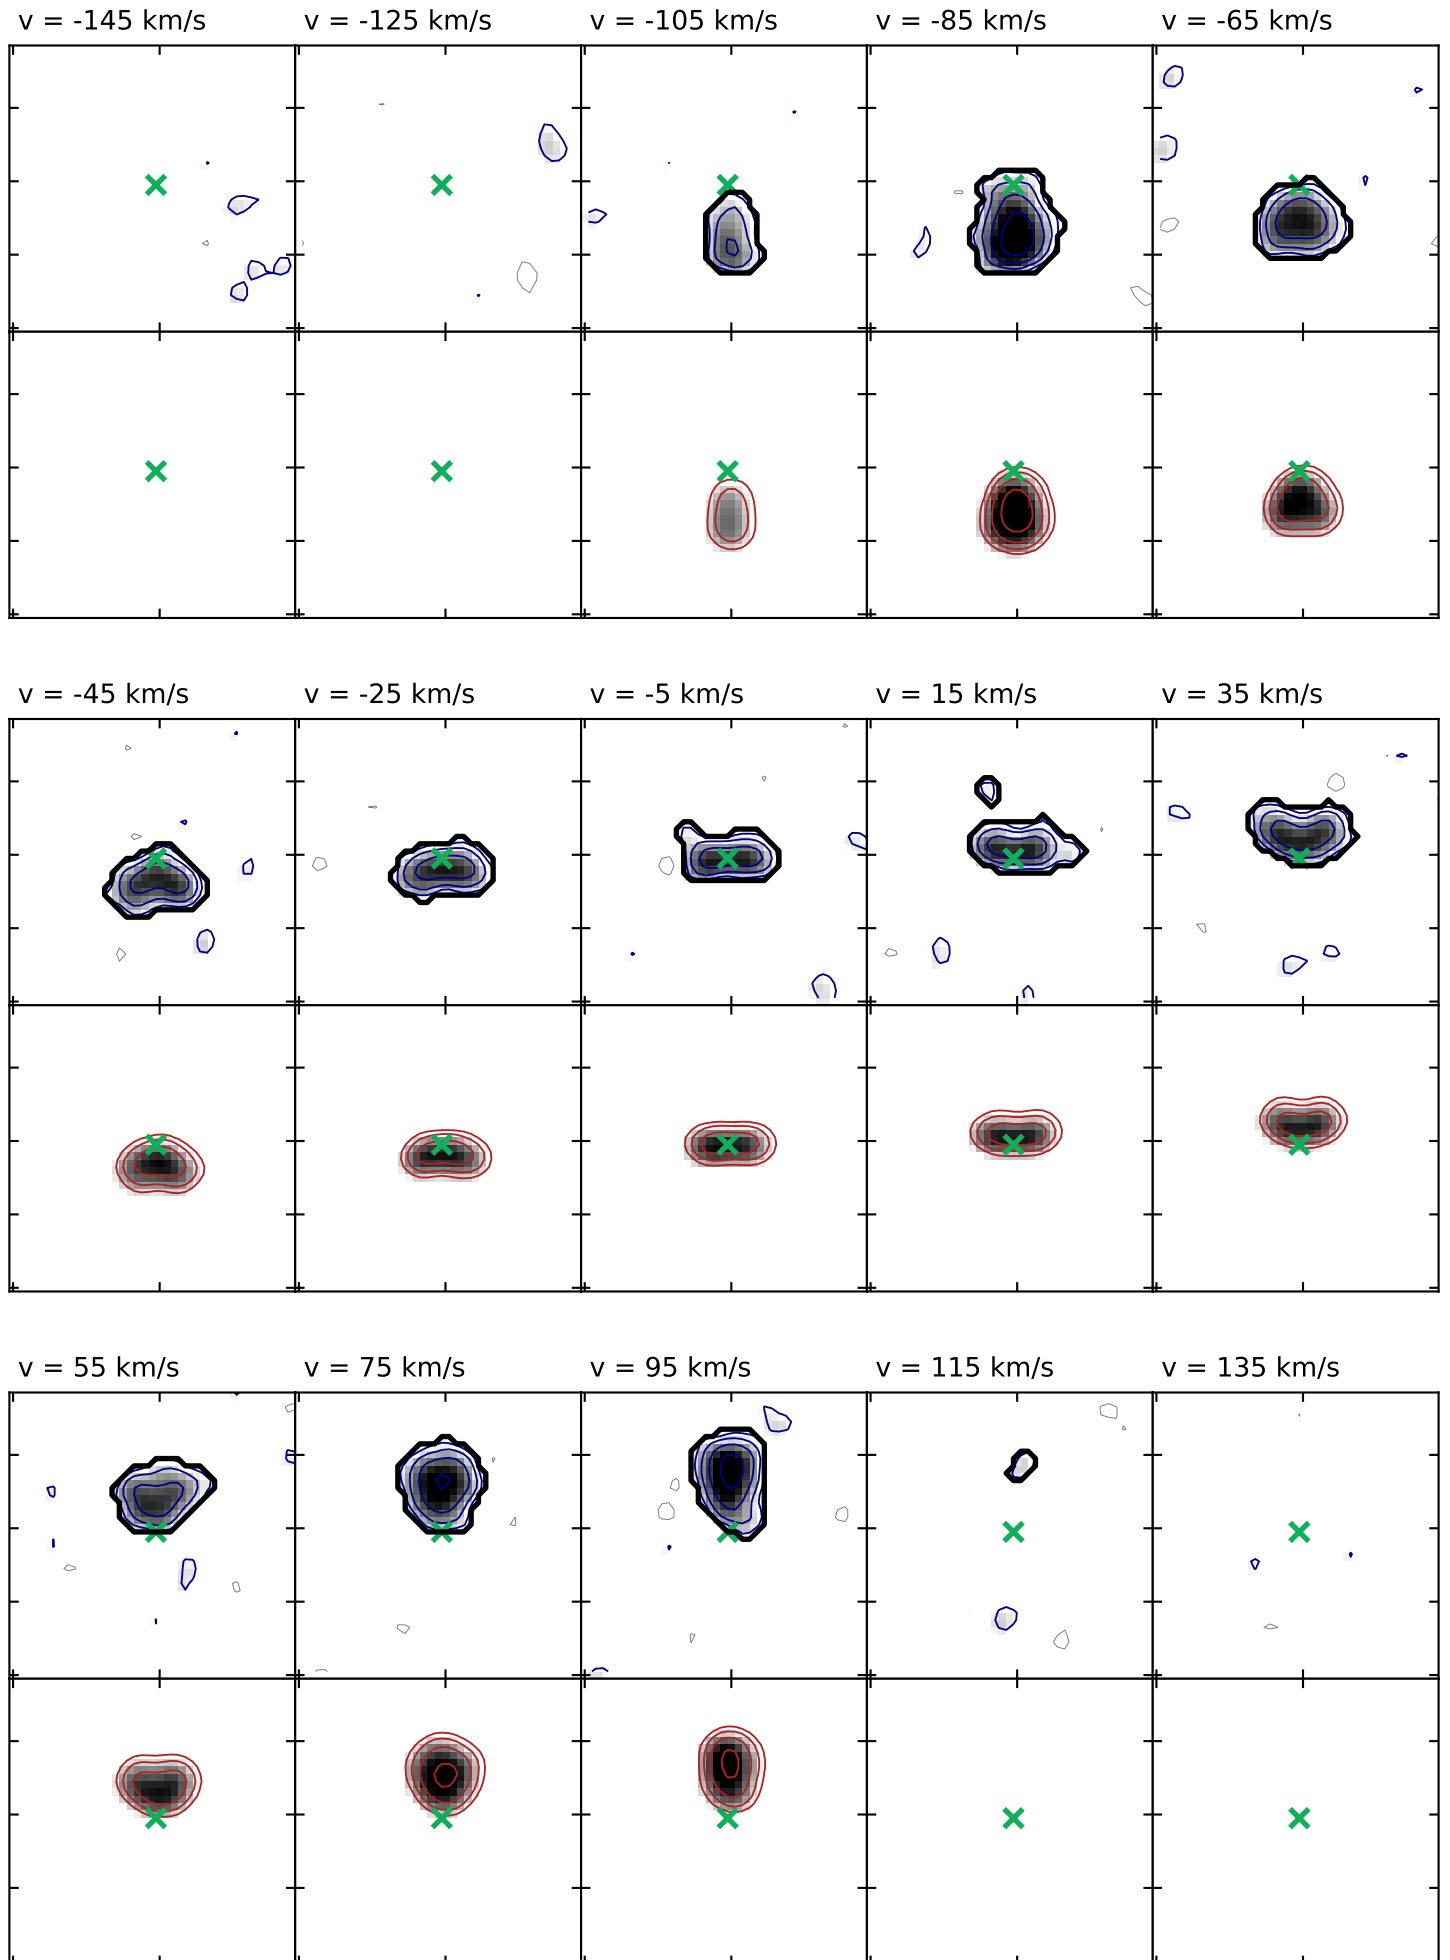 v = -145 km/s
v = -125 km/s
v = -105 km/s
v = -85 km/s
v = -65 km/s
v = -45 km/s
v = -25 km/s
v = -5 km/s
v = 15 km/s
v = 35 km/s
v = 55 km/s
v = 75 km/s
v = 95 km/s
v = 115 km/s
v = 135 km/s